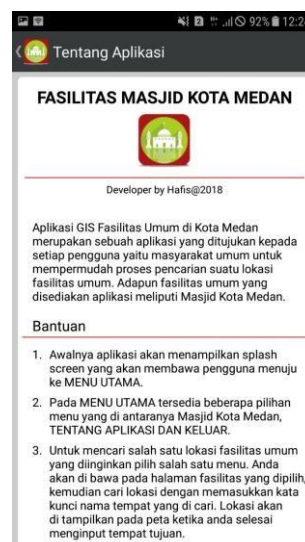 92% 12:24
Tentang Aplikasi
FASILITAS MASJID KOTA MEDAN
Developer by Hafis@2018
Aplikasi GIS Fasilitas Umum di Kota Medan
merupakan sebuah aplikasi yang ditujukan kepada
setiap pengguna yaitu masyarakat umum untuk
mempermudah proses pencarian suatu lokasi
fasilitas umum. Adapun fasilitas umum yang
disediakan aplikasi meliputi Masjid Kota Medan.
Bantuan
1. Awalnya aplikasi akan menampilkan splash
screen yang akan membawa pengguna menuju
ke MENU UTAMA.
2. Pada MENU UTAMA tersedia beberapa pilihan
menu yang di antaranya Masjid Kota Medan,
TENTANG APLIKASI DAN KELUAR.
3. Untuk mencari salah satu lokasi fasilitas umum
yang diinginkan pilih salah satu menu. Anda
akan di bawa pada halaman fasilitas yang dipilih,
kemudian cari lokasi dengan memasukkan kata
kunci nama tempat yang di cari. Lokasi akan
di tampilkan pada peta ketika anda selesai
menginput tempat tujuan.